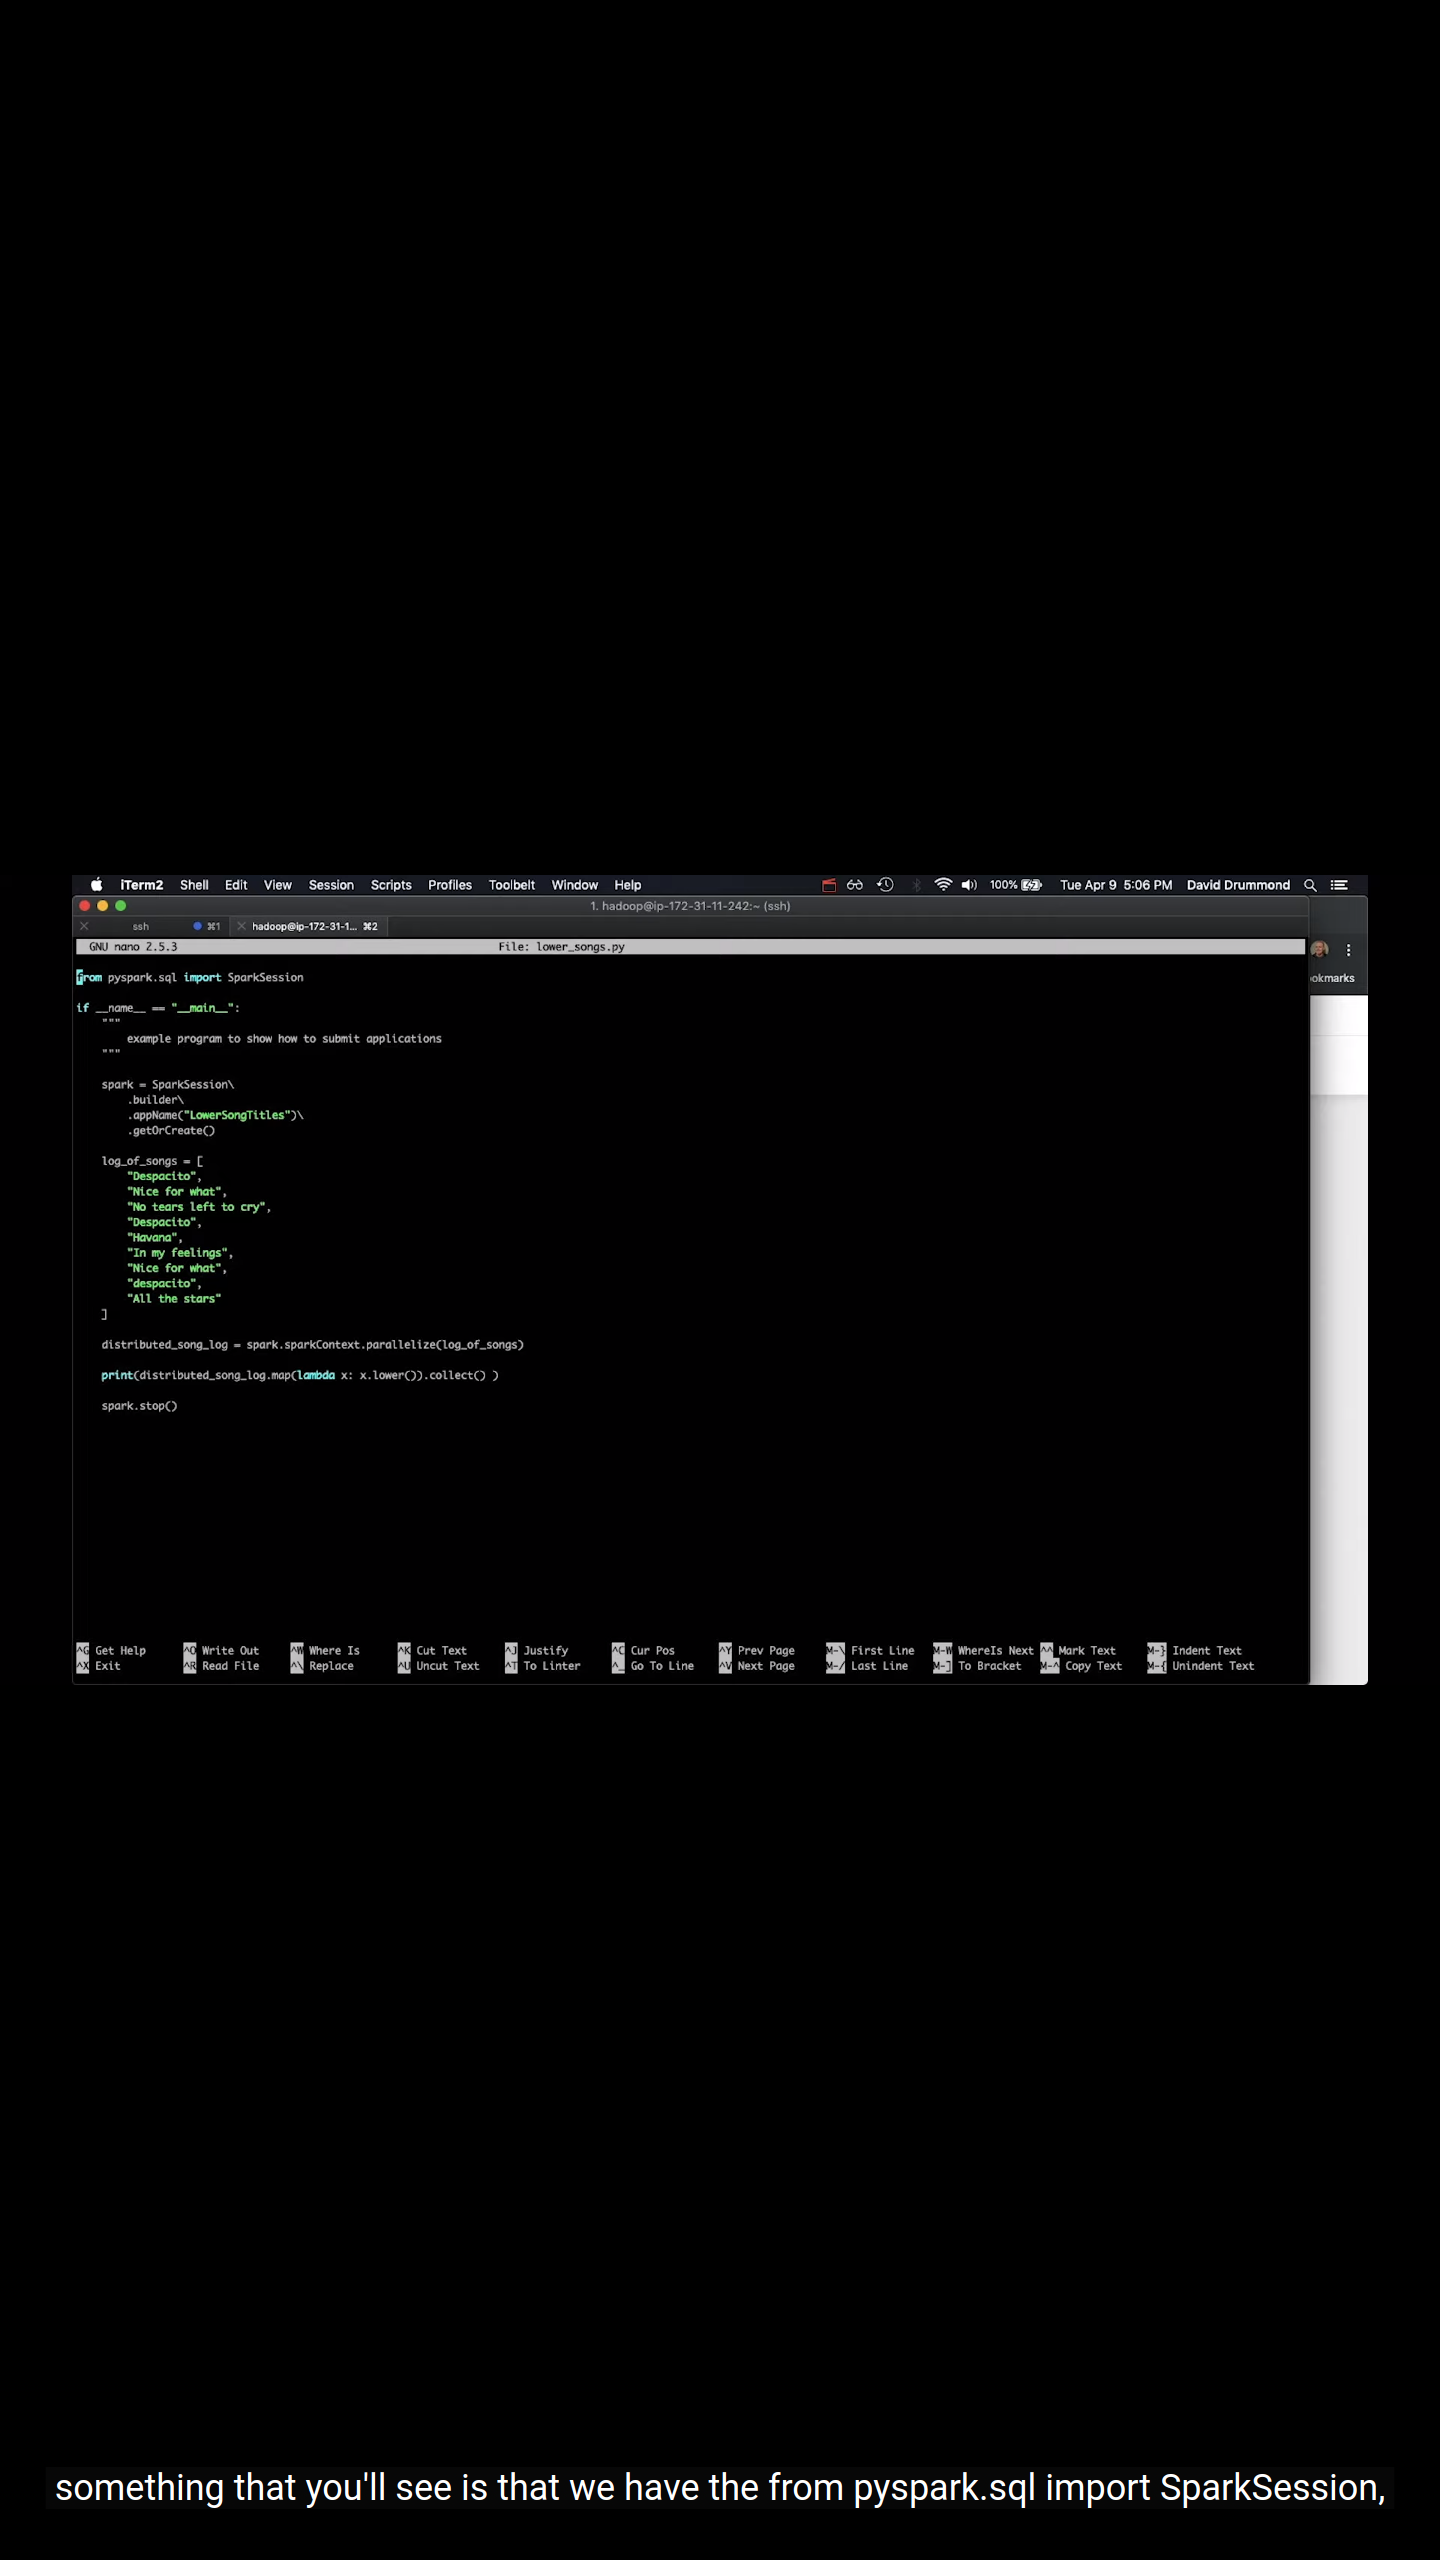 iTerm2 Shell Edit View Session Scripts Profiles Toolbelt Window Help 100% Tue Apr 9 5:06 PM David Drummond
1. hadoop@ip-172-31-11-242:~ (ssh)
ssh ⌘1 hadoop@ip-172-31-1... ⌘2
GNU nano 2.5.3 File: lower_songs.py
okmarks
from pyspark.sql import SparkSession
if __name__ == "__main__":
"""
example program to show how to submit applications
"""
spark = SparkSession\
.builder\
.appName("LowerSongTitles")\
.getOrCreate()
log_of_songs = [
"Despacito",
"Nice for what",
"No tears left to cry",
"Despacito",
"Havana",
"In my feelings",
"Nice for what",
"despacito",
"All the stars"
]
distributed_song_log = spark.sparkContext.parallelize(log_of_songs)
print(distributed_song_log.map(lambda x: x.lower()).collect() )
spark.stop()
^G Get Help ^O Write Out ^W Where Is ^K Cut Text ^J Justify ^C Cur Pos ^Y Prev Page M-\ First Line M-W WhereIs Next ^^ Mark Text M-} Indent Text
^X Exit ^R Read File ^\ Replace ^U Uncut Text ^T To Linter ^_ Go To Line ^V Next Page M-/ Last Line M-] To Bracket M-^ Copy Text M-{ Unindent Text
something that you'll see is that we have the from pyspark.sql import SparkSession,